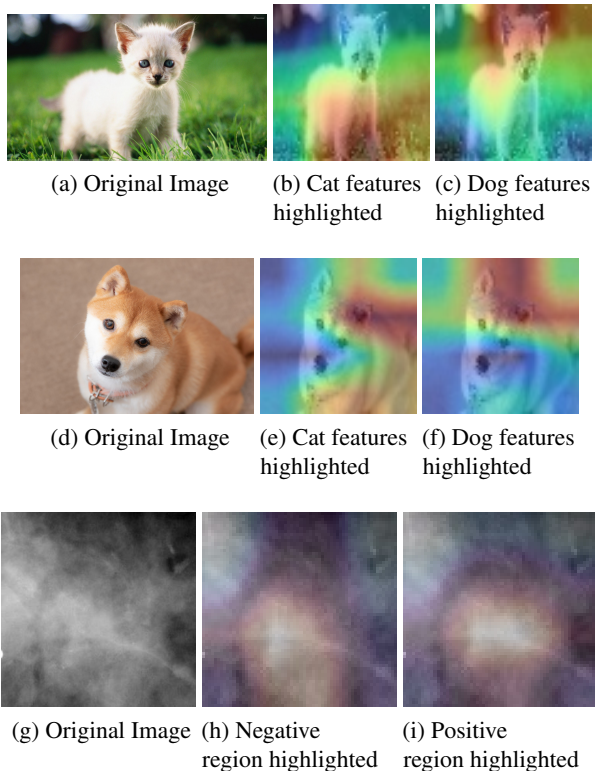 (a) Original Image
(b) Cat features
highlighted
(c) Dog features
highlighted
(d) Original Image
(e) Cat features
highlighted
(f) Dog features
highlighted
(g) Original Image
(h) Negative
region highlighted
(i) Positive
region highlighted